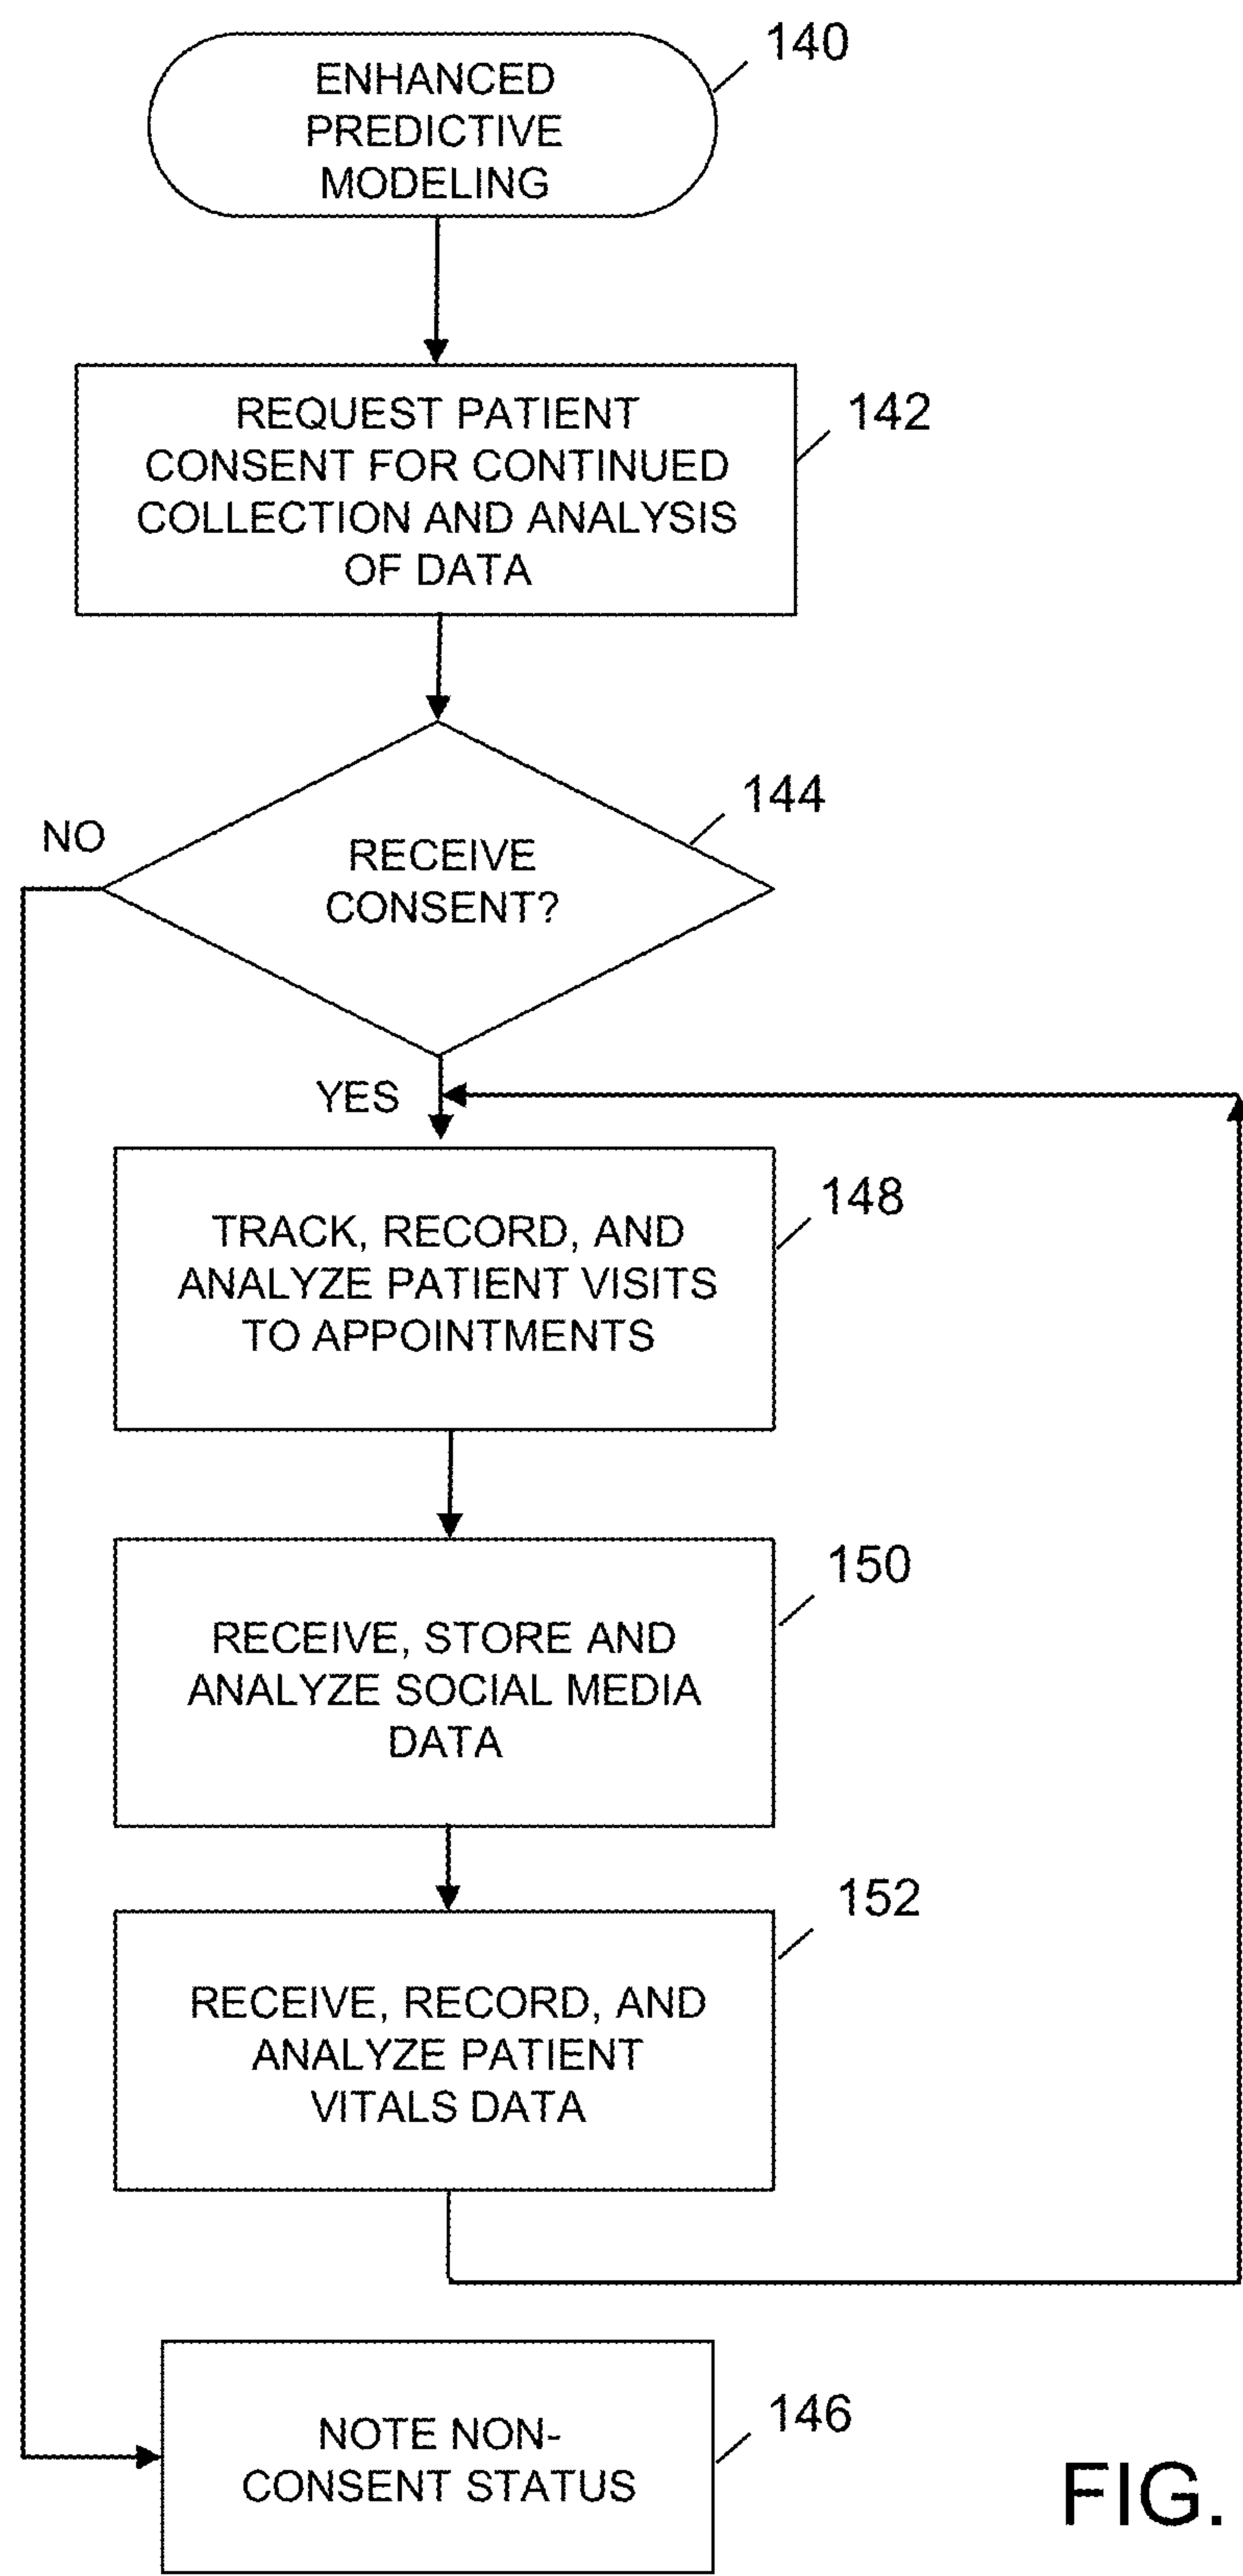 140
ENHANCED
PREDICTIVE
MODELING
142
REQUEST PATIENT
CONSENT FOR CONTINUED
COLLECTION AND ANALYSIS
OF DATA
144
NO
RECEIVE
CONSENT?
YES
148
TRACK, RECORD, AND
ANALYZE PATIENT VISITS
TO APPOINTMENTS
150
RECEIVE, STORE AND
ANALYZE SOCIAL MEDIA
DATA
152
RECEIVE, RECORD, AND
ANALYZE PATIENT
VITALS DATA
146
NOTE NON-
CONSENT STATUS
FIG.